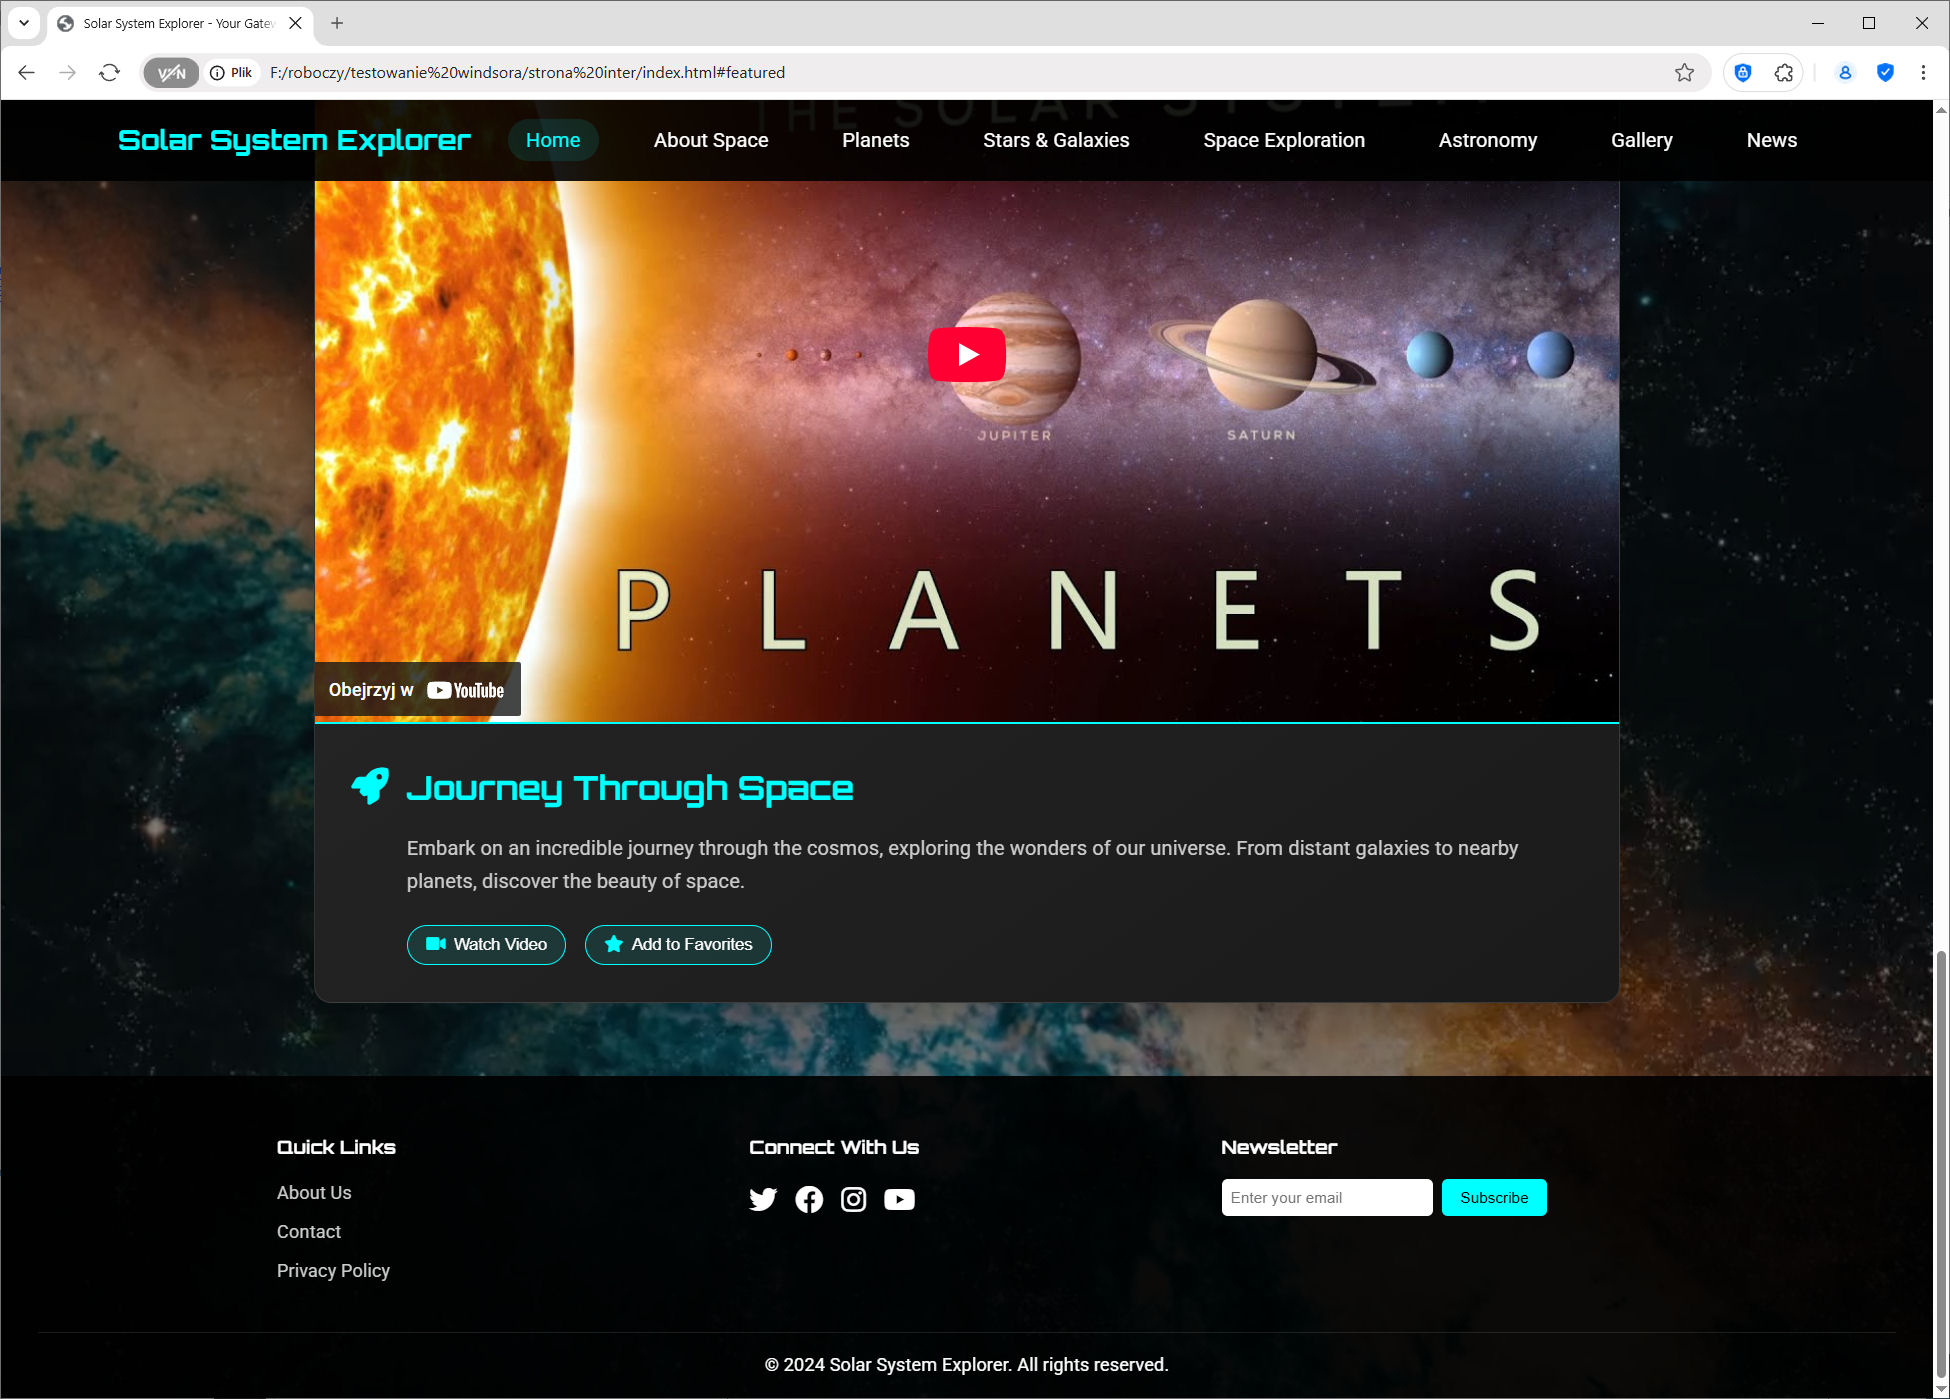 Solar System Explorer - Your Gatew
VPN
Plik
F:/roboczy/testowanie%20windsora/strona%20inter/index.html#featured
THE SOLAR SYSTEM
Solar System Explorer
Home
About Space
Planets
Stars & Galaxies
Space Exploration
Astronomy
Gallery
News
JUPITER
SATURN
PLANETS
Obejrzyj w YouTube
Journey Through Space
Embark on an incredible journey through the cosmos, exploring the wonders of our universe. From distant galaxies to nearby
planets, discover the beauty of space.
Watch Video
Add to Favorites
Quick Links
About Us
Contact
Privacy Policy
Connect With Us
Newsletter
Enter your email
Subscribe
© 2024 Solar System Explorer. All rights reserved.